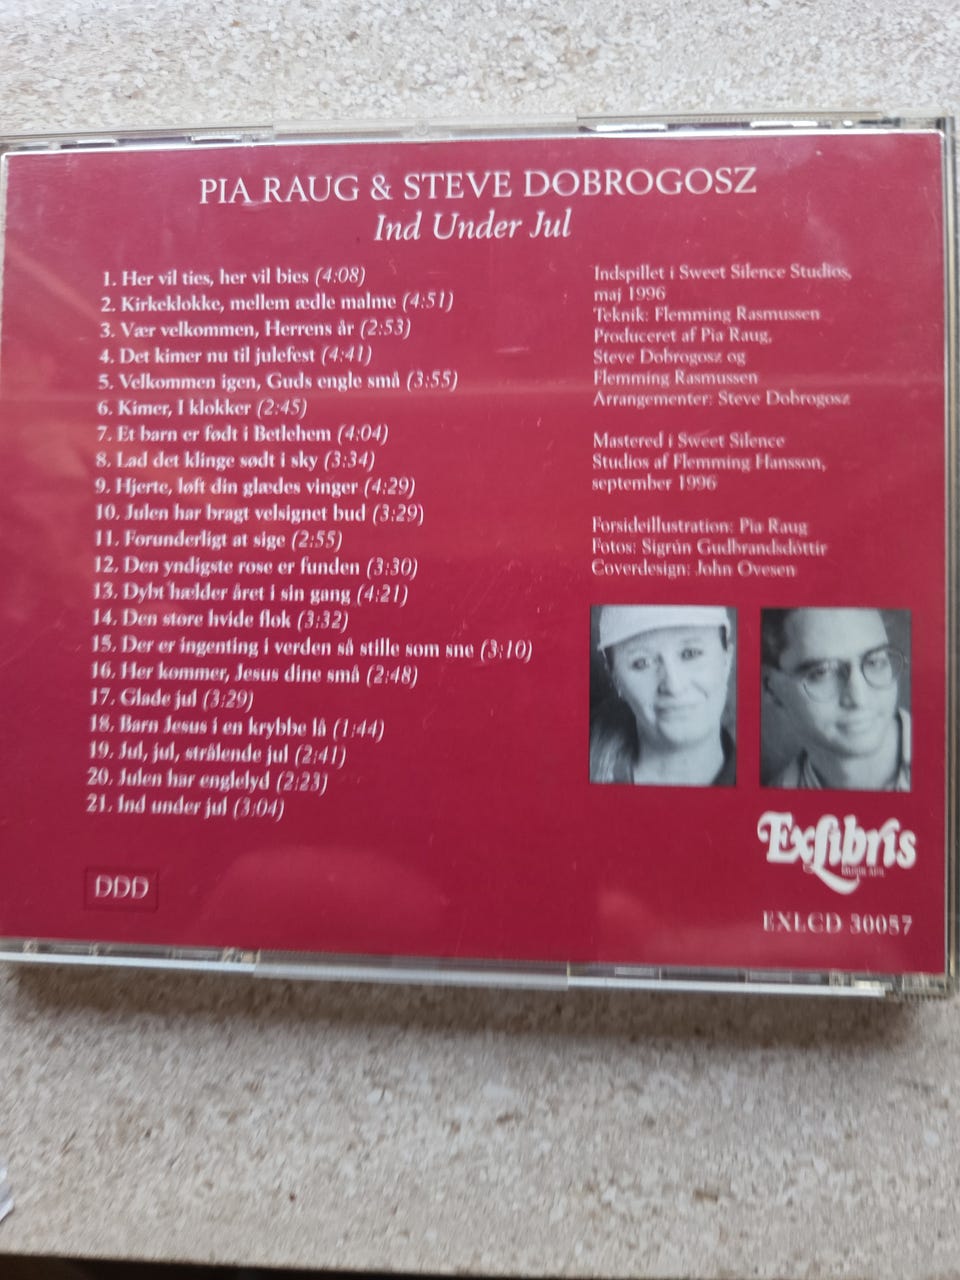 PIA RAUG & STEVE DOBROGOSZ
Ind Under Jul
1. Her vil ties, her vil bies (4:08)
2. Kirkeklokke, mellem ædle malme (4:51)
3. Vær velkommen, Herrens år (2:53)
4. Det kimer nu til julefest (4:41)
5. Velkommen igen, Guds engle små (3:55)
6. Kimer, I klokker (2:45)
7. Et barn er født i Betlehem (4:04)
8. Lad det klinge sødt i sky (3:34)
9. Hjerte, løft din glædes vinger (4:29)
10. Julen har bragt velsignet bud (3:29)
11. Forunderligt at sige (2:55)
12. Den yndigste rose er funden (3:30)
13. Dybt hælder året i sin gang (4:21)
14. Den store hvide flok (3:32)
15. Der er ingenting i verden så stille som sne (3:10)
16. Her kommer, Jesus dine små (2:48)
17. Glade jul (3:29)
18. Barn Jesus i en krybbe lå (1:44)
19. Jul, jul, strålende jul (2:41)
20. Julen har englelyd (2:23)
21. Ind under jul (3:04)
Indspillet i Sweet Silence Studios,
maj 1996
Teknik: Flemming Rasmussen
Produceret af Pia Raug,
Steve Dobrogosz og
Flemming Rasmussen
Arrangementer: Steve Dobrogosz
Mastered i Sweet Silence
Studios af Flemming Hansson,
september 1996
Forsideillustration: Pia Raug
Fotos: Sigrún Gudbrandsdóttir
Coverdesign: John Ovesen
ExLibris
MUSIK APS
DDD
EXLCD 30057